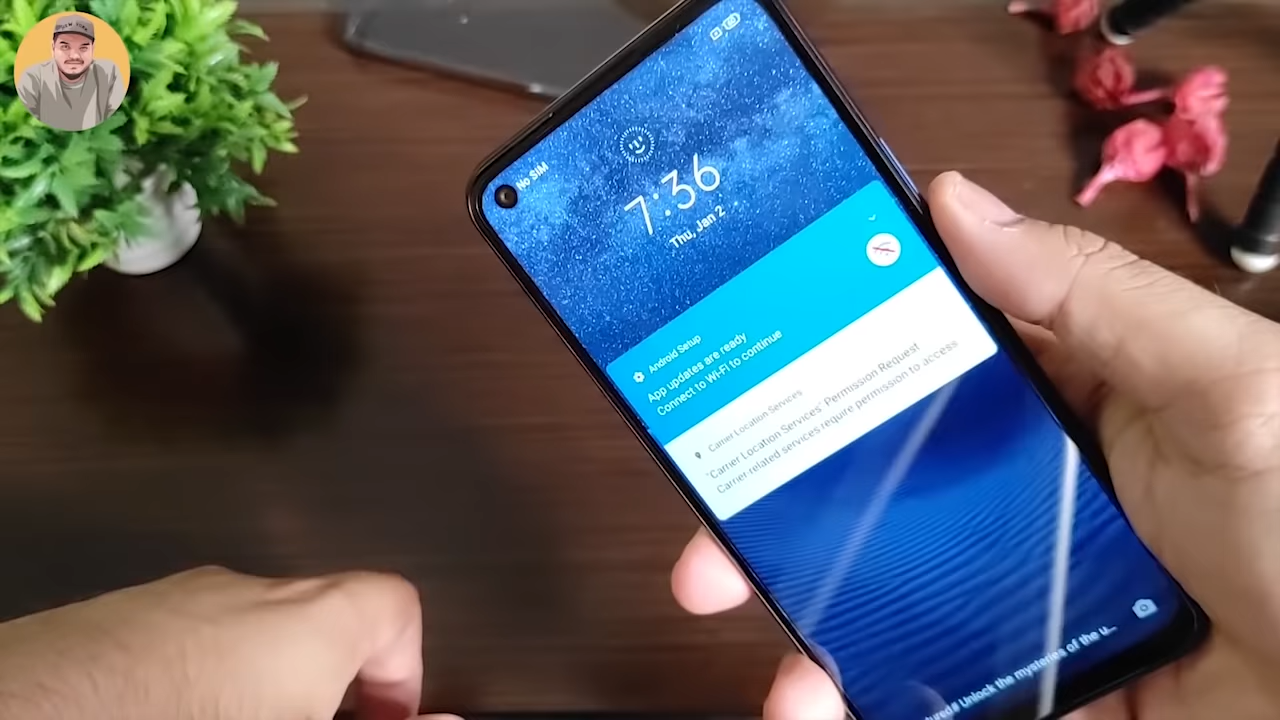 No SIM
7:36
Thu, Jan 2
Android Setup
App updates are ready
Connect to Wi-Fi to continue
Carrier Location Services
"Carrier Location Services" Permission Request
Carrier-related services require permission to access
Unlock the mysteries of the u...